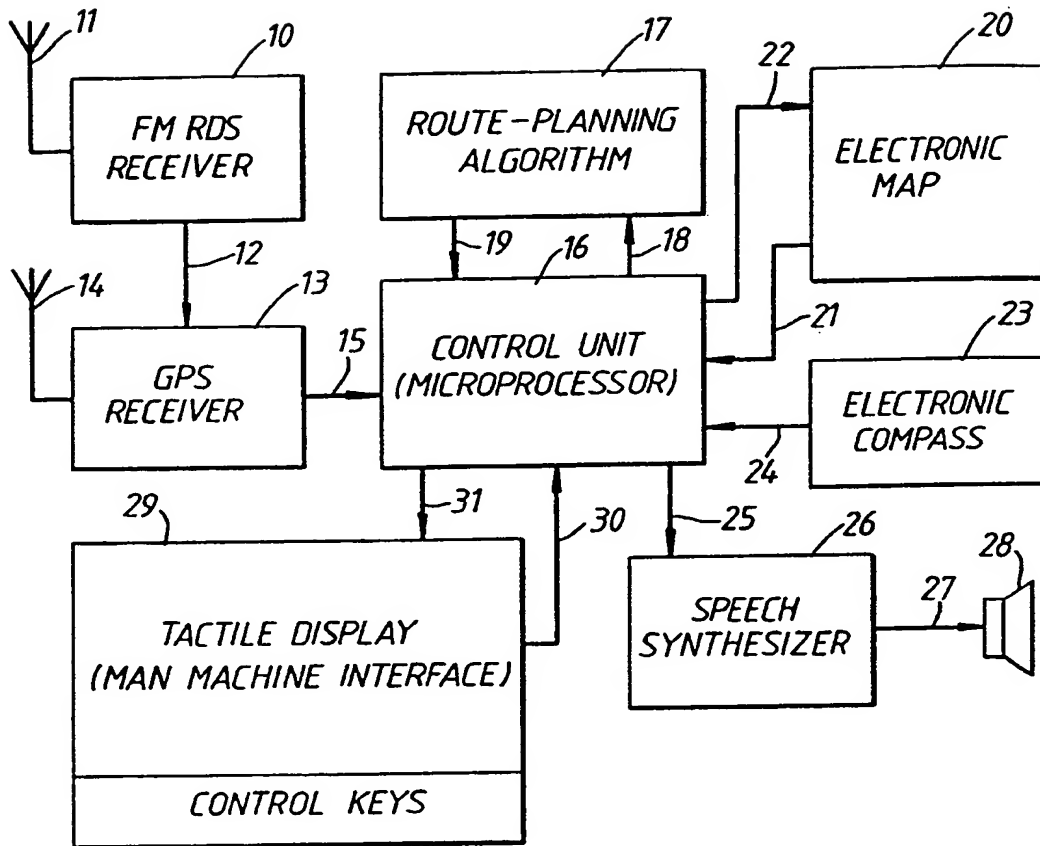 11
10
17
20
22
FM RDS
RECEIVER
ROUTE-PLANNING
ALGORITHM
ELECTRONIC
MAP
12
19
16
18
14
13
21
23
15
GPS
RECEIVER
CONTROL UNIT
(MICROPROCESSOR)
ELECTRONIC
COMPASS
24
29
31
30
25
26
28
27
TACTILE DISPLAY
(MAN MACHINE INTERFACE)
SPEECH
SYNTHESIZER
CONTROL KEYS